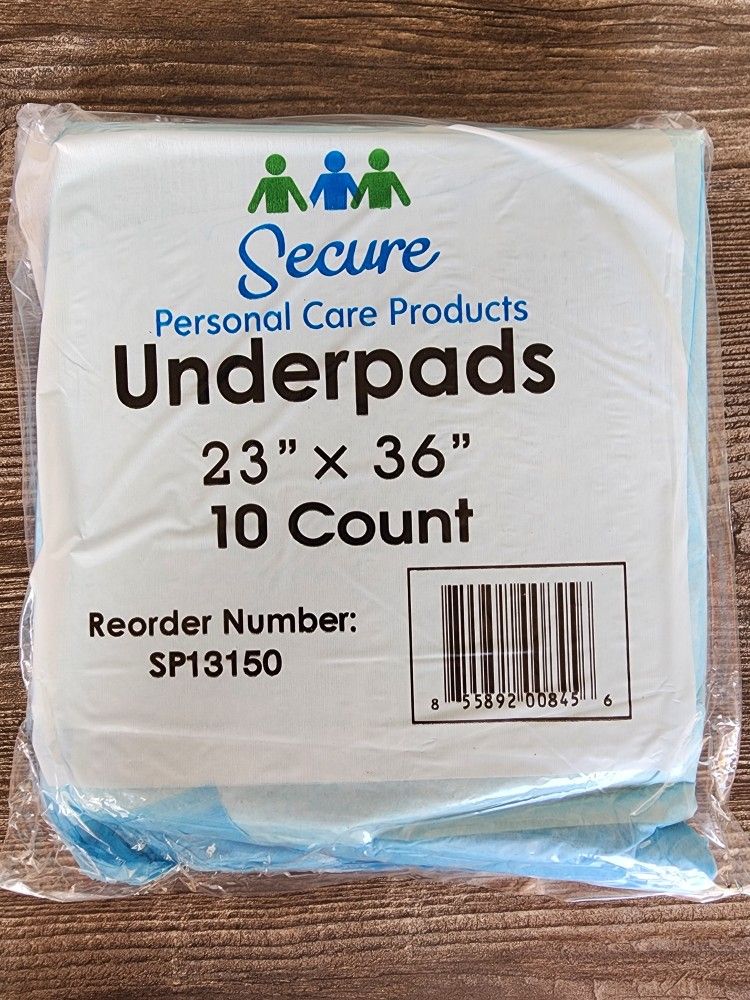 Secure
Personal Care Products
Underpads
23” × 36”
10 Count
Reorder Number:
SP13150
8 55892 00845 6